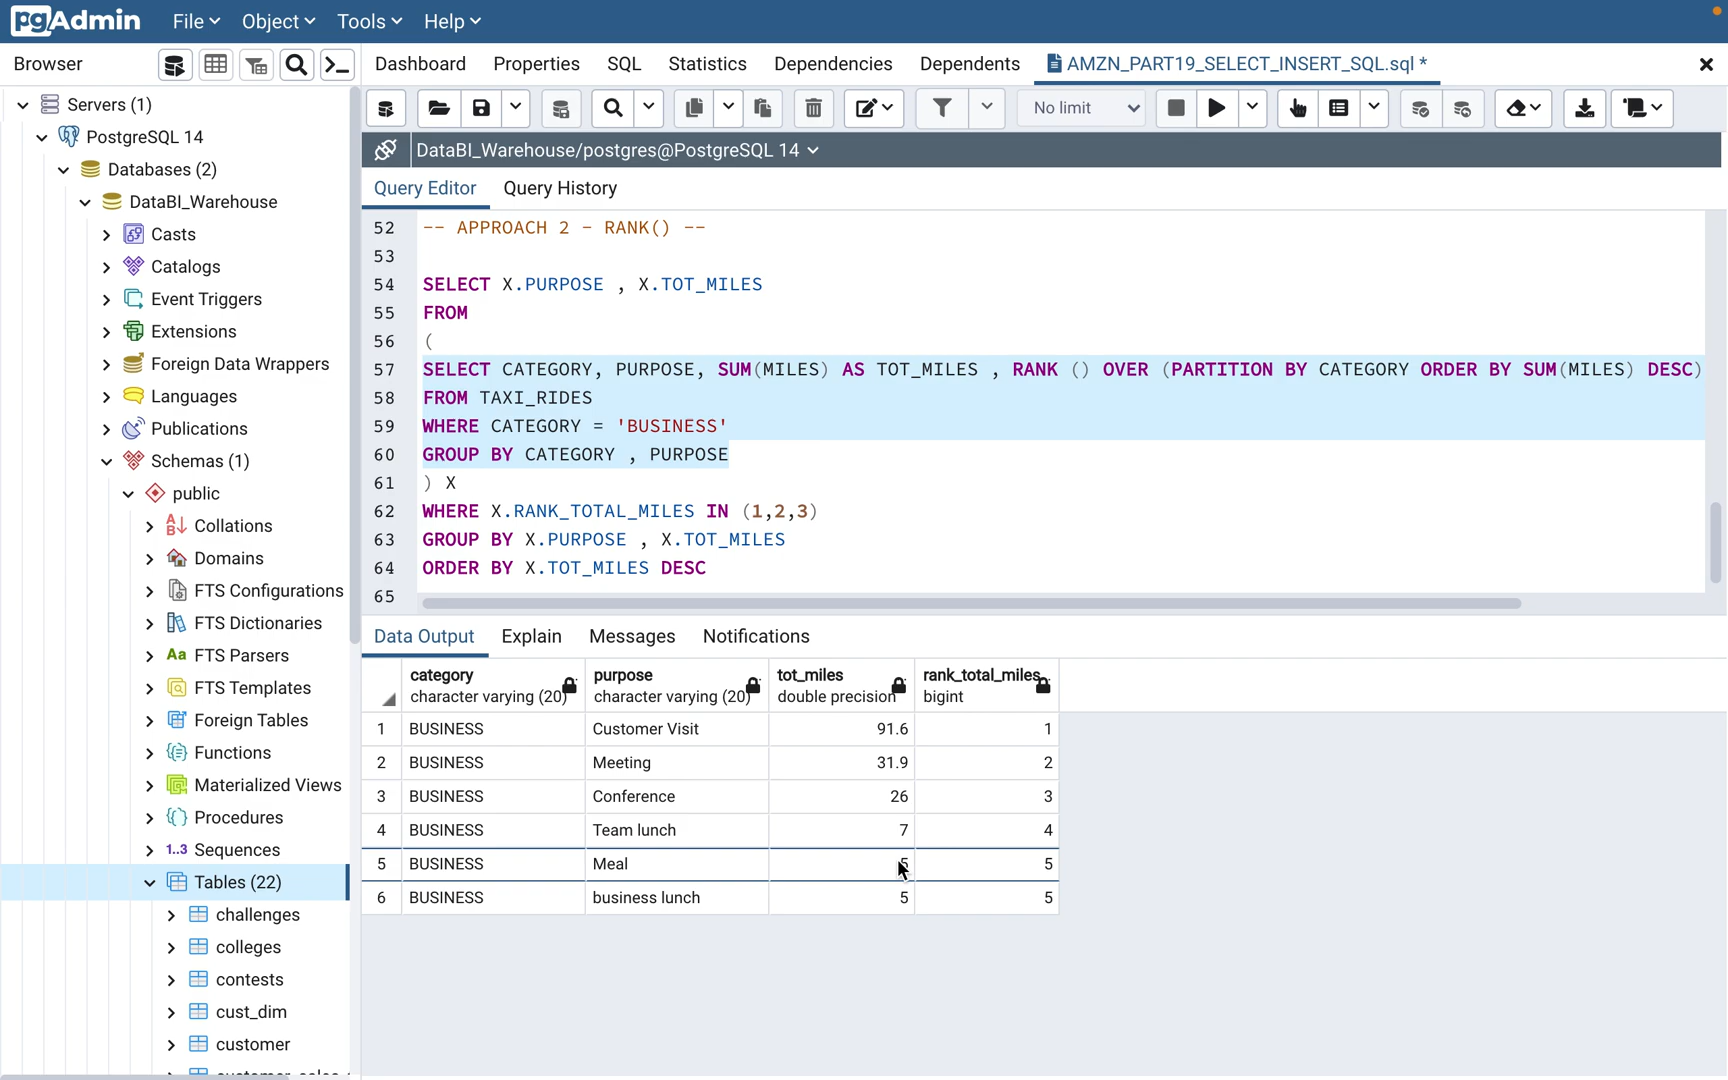 pgAdmin File Object Tools Help
Browser
Dashboard Properties SQL Statistics Dependencies Dependents AMZN_PART19_SELECT_INSERT_SQL.sql *
No limit
DataBI_Warehouse/postgres@PostgreSQL 14
Query Editor Query History
Servers (1)
PostgreSQL 14
Databases (2)
DataBI_Warehouse
Casts
Catalogs
Event Triggers
Extensions
Foreign Data Wrappers
Languages
Publications
Schemas (1)
public
Collations
Domains
FTS Configurations
FTS Dictionaries
Aa FTS Parsers
FTS Templates
Foreign Tables
Functions
Materialized Views
Procedures
1..3 Sequences
Tables (22)
challenges
colleges
contests
cust_dim
customer
52 -- APPROACH 2 - RANK() --
53
54 SELECT X.PURPOSE , X.TOT_MILES
55 FROM
56 (
57 SELECT CATEGORY, PURPOSE, SUM(MILES) AS TOT_MILES , RANK () OVER (PARTITION BY CATEGORY ORDER BY SUM(MILES) DESC)
58 FROM TAXI_RIDES
59 WHERE CATEGORY = 'BUSINESS'
60 GROUP BY CATEGORY , PURPOSE
61 ) X
62 WHERE X.RANK_TOTAL_MILES IN (1,2,3)
63 GROUP BY X.PURPOSE , X.TOT_MILES
64 ORDER BY X.TOT_MILES DESC
65
Data Output Explain Messages Notifications
category purpose tot_miles rank_total_miles
character varying (20) character varying (20) double precision bigint
1 BUSINESS Customer Visit 91.6 1
2 BUSINESS Meeting 31.9 2
3 BUSINESS Conference 26 3
4 BUSINESS Team lunch 7 4
5 BUSINESS Meal 5 5
6 BUSINESS business lunch 5 5